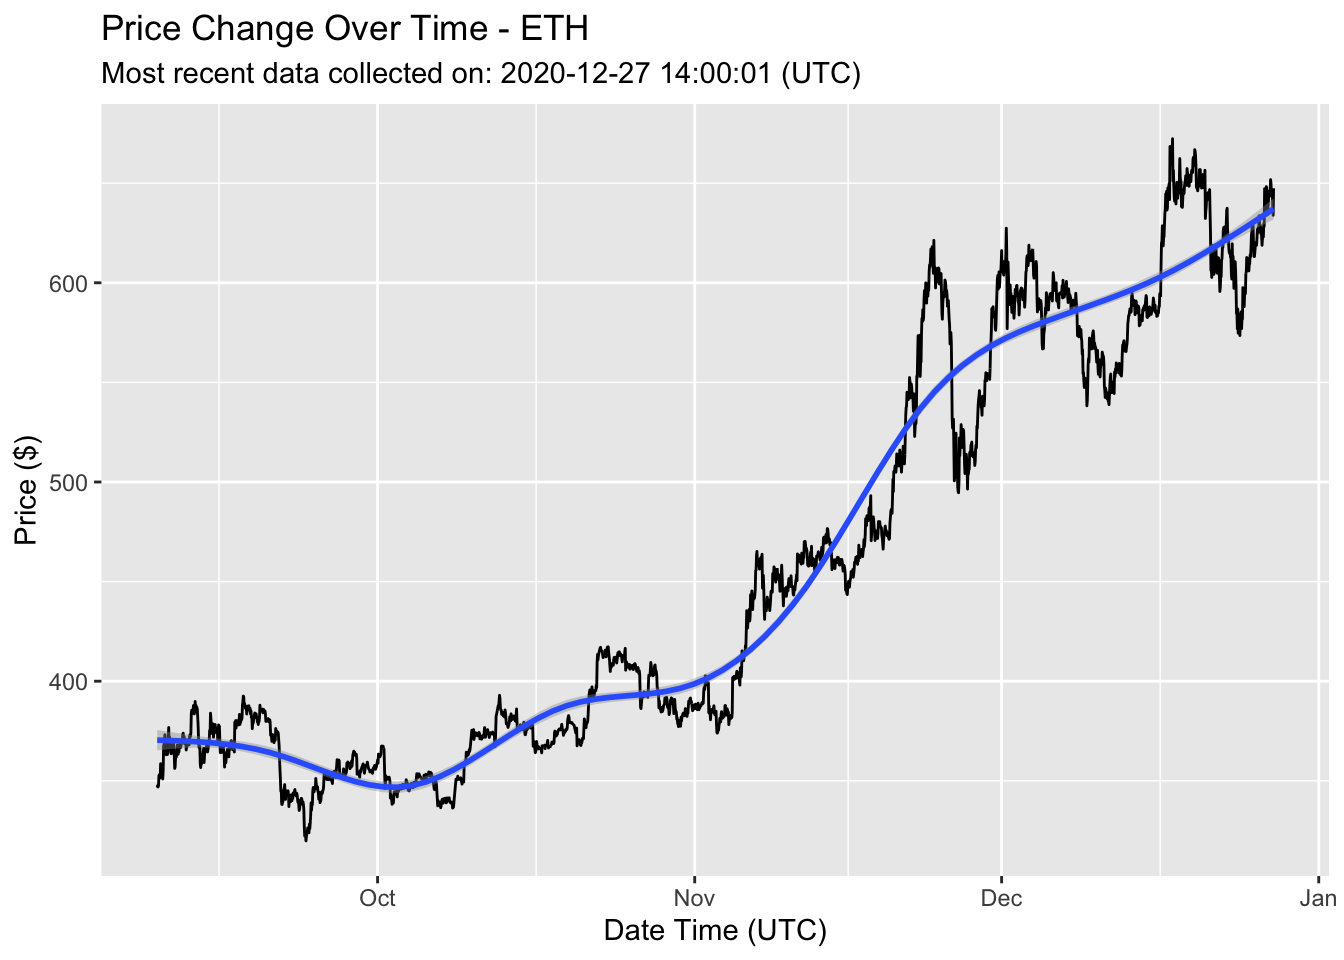 Price Change Over Time - ETH
Most recent data collected on: 2020-12-27 14:00:01 (UTC)
Price ($)
600
500
400
Oct
Nov
Dec
Jan
Date Time (UTC)